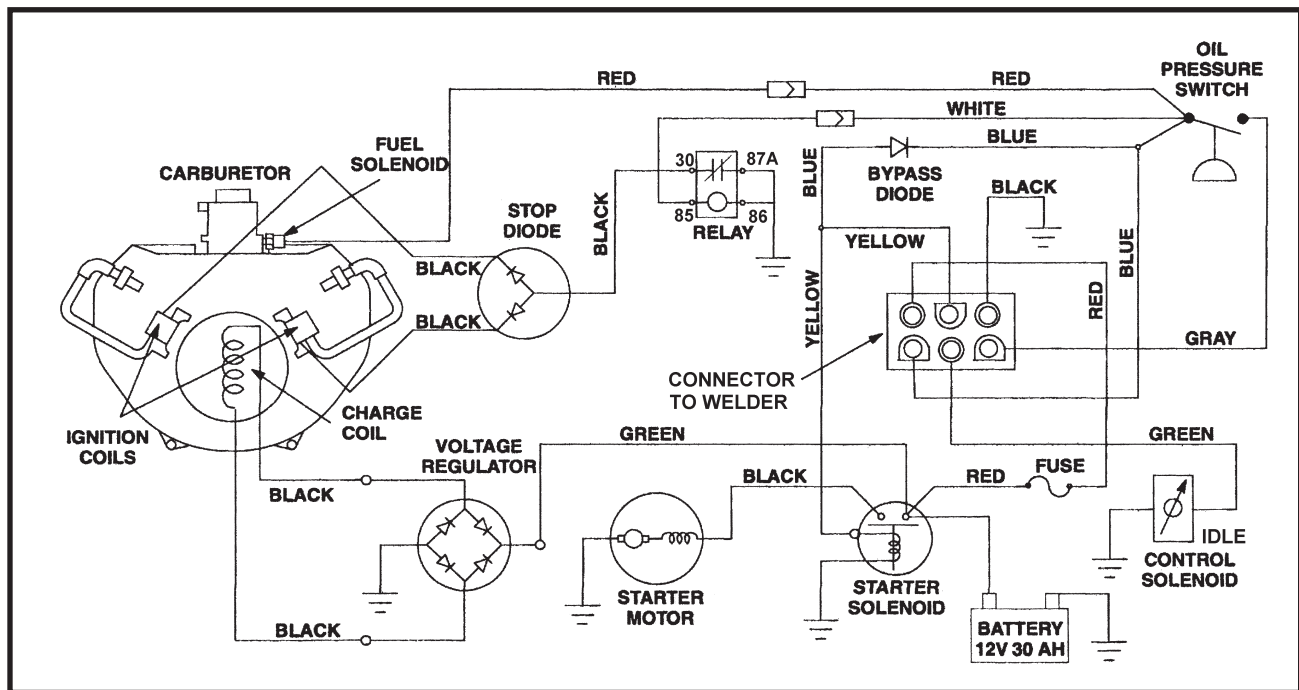 OIL
PRESSURE
SWITCH
RED
RED
WHITE
FUEL
SOLENOID
CARBURETOR
BLUE
BLUE
BYPASS
DIODE
30
87A
85
86
RELAY
BLACK
STOP
DIODE
BLACK
YELLOW
BLUE
BLACK
BLACK
YELLOW
RED
GRAY
CONNECTOR
TO WELDER
CHARGE
COIL
IGNITION
COILS
VOLTAGE
REGULATOR
GREEN
GREEN
BLACK
BLACK
RED
FUSE
IDLE
CONTROL
SOLENOID
STARTER
MOTOR
STARTER
SOLENOID
BLACK
BATTERY
12V 30 AH